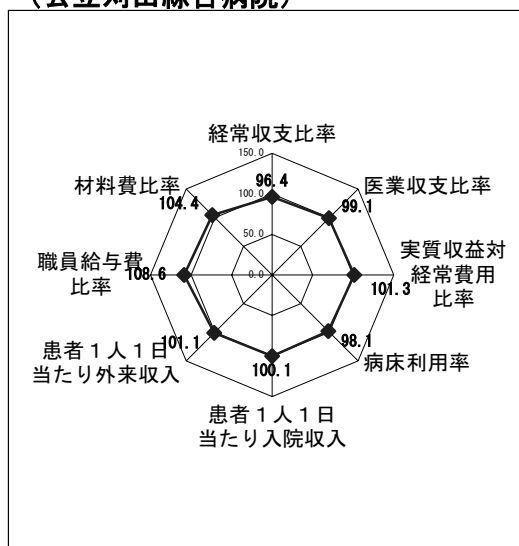 （公立刈田綜合病院）
経常収支比率
150.0
96.4
100.0
50.0
0.0
医業収支比率
99.1
実質収益対
経常費用
比率
101.3
病床利用率
98.1
患者１人１日
当たり入院収入
100.1
患者１人１日
当たり外来収入
101.1
職員給与費
比率
108.6
材料費比率
104.4